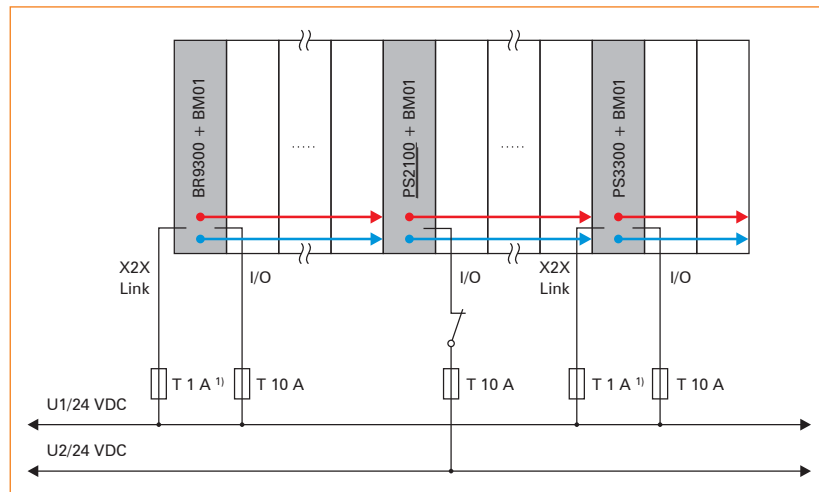 BR9300 + BM01
.....
PS2100 + BM01
.....
PS3300 + BM01
X2X
Link
I/O
I/O
X2X
Link
I/O
T 1 A 1)
T 10 A
T 10 A
T 1 A 1)
T 10 A
U1/24 VDC
U2/24 VDC